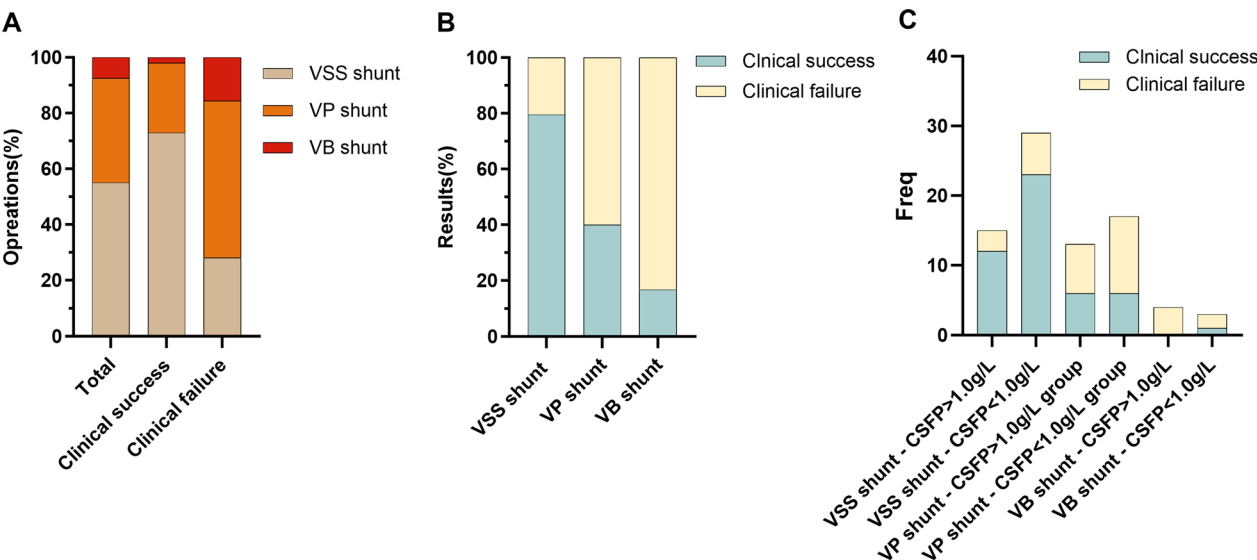 A
Opreations(%)
100
80
60
40
20
0
Total
Clinical success
Clinical failure
VSS shunt
VP shunt
VB shunt
B
Results(%)
100
80
60
40
20
0
VSS shunt
VP shunt
VB shunt
Clnical success
Clinical failure
C
Freq
40
30
20
10
0
VSS shunt - CSFP>1.0g/L
VSS shunt - CSFP<1.0g/L
VP shunt - CSFP>1.0g/L group
VP shunt - CSFP<1.0g/L group
VB shunt - CSFP>1.0g/L
VB shunt - CSFP<1.0g/L
Clnical success
Clinical failure